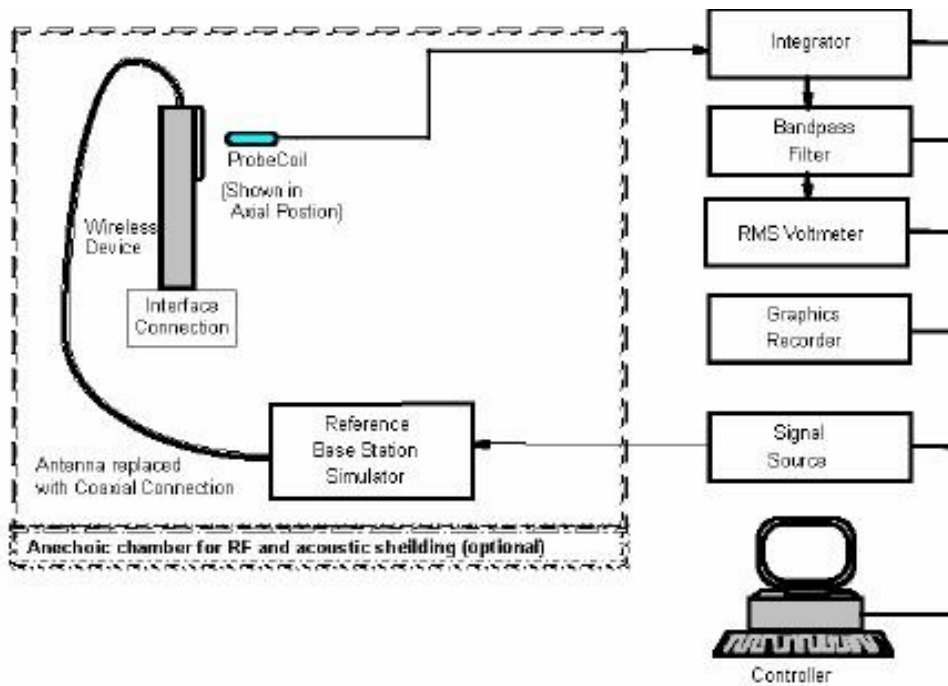 Integrator
Bandpass
Filter
ProbeCoil
(Shown in
Axial Postion)
Wireless
Device
RMS Voltmeter
Interface
Connection
Graphics
Recorder
Reference
Base Station
Simulator
Signal
Source
Antenna replaced
with Coaxial Connection
Anechoic chamber for RF and acoustic sheilding (optional)
Controller